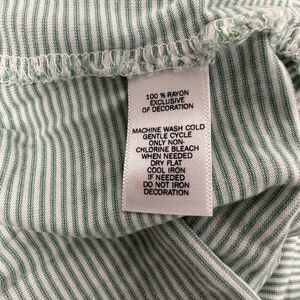 100 % RAYON
EXCLUSIVE
OF DECORATION
MACHINE WASH COLD
GENTLE CYCLE
ONLY NON
CHLORINE BLEACH
WHEN NEEDED
DRY FLAT
COOL IRON
IF NEEDED
DO NOT IRON
DECORATION